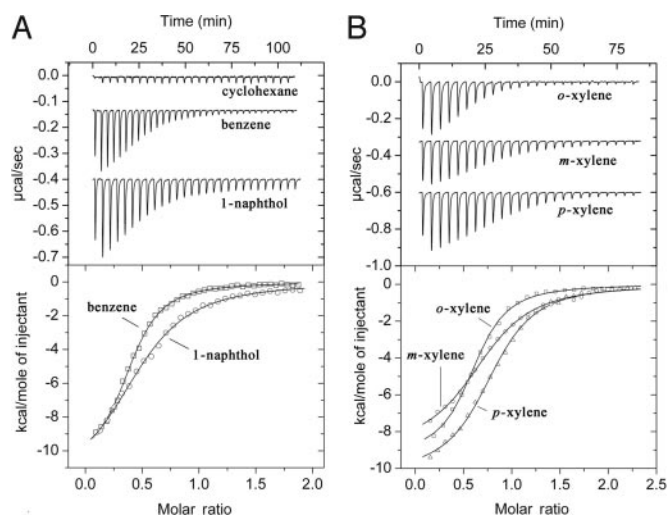 A
Time (min)
0 25 50 75 100
0.0
-0.1
-0.2
-0.3
-0.4
-0.5
-0.6
-0.7
µcal/sec
cyclohexane
benzene
1-naphthol
0
-2
-4
-6
-8
-10
kcal/mole of injectant
benzene
1-naphthol
0.0 0.5 1.0 1.5 2.0
Molar ratio
B
Time (min)
0 25 50 75
0.0
-0.2
-0.4
-0.6
-0.8
-1.0
µcal/sec
o-xylene
m-xylene
p-xylene
0
-2
-4
-6
-8
-10
kcal/mole of injectant
o-xylene
m-xylene
p-xylene
0.0 0.5 1.0 1.5 2.0 2.5
Molar ratio